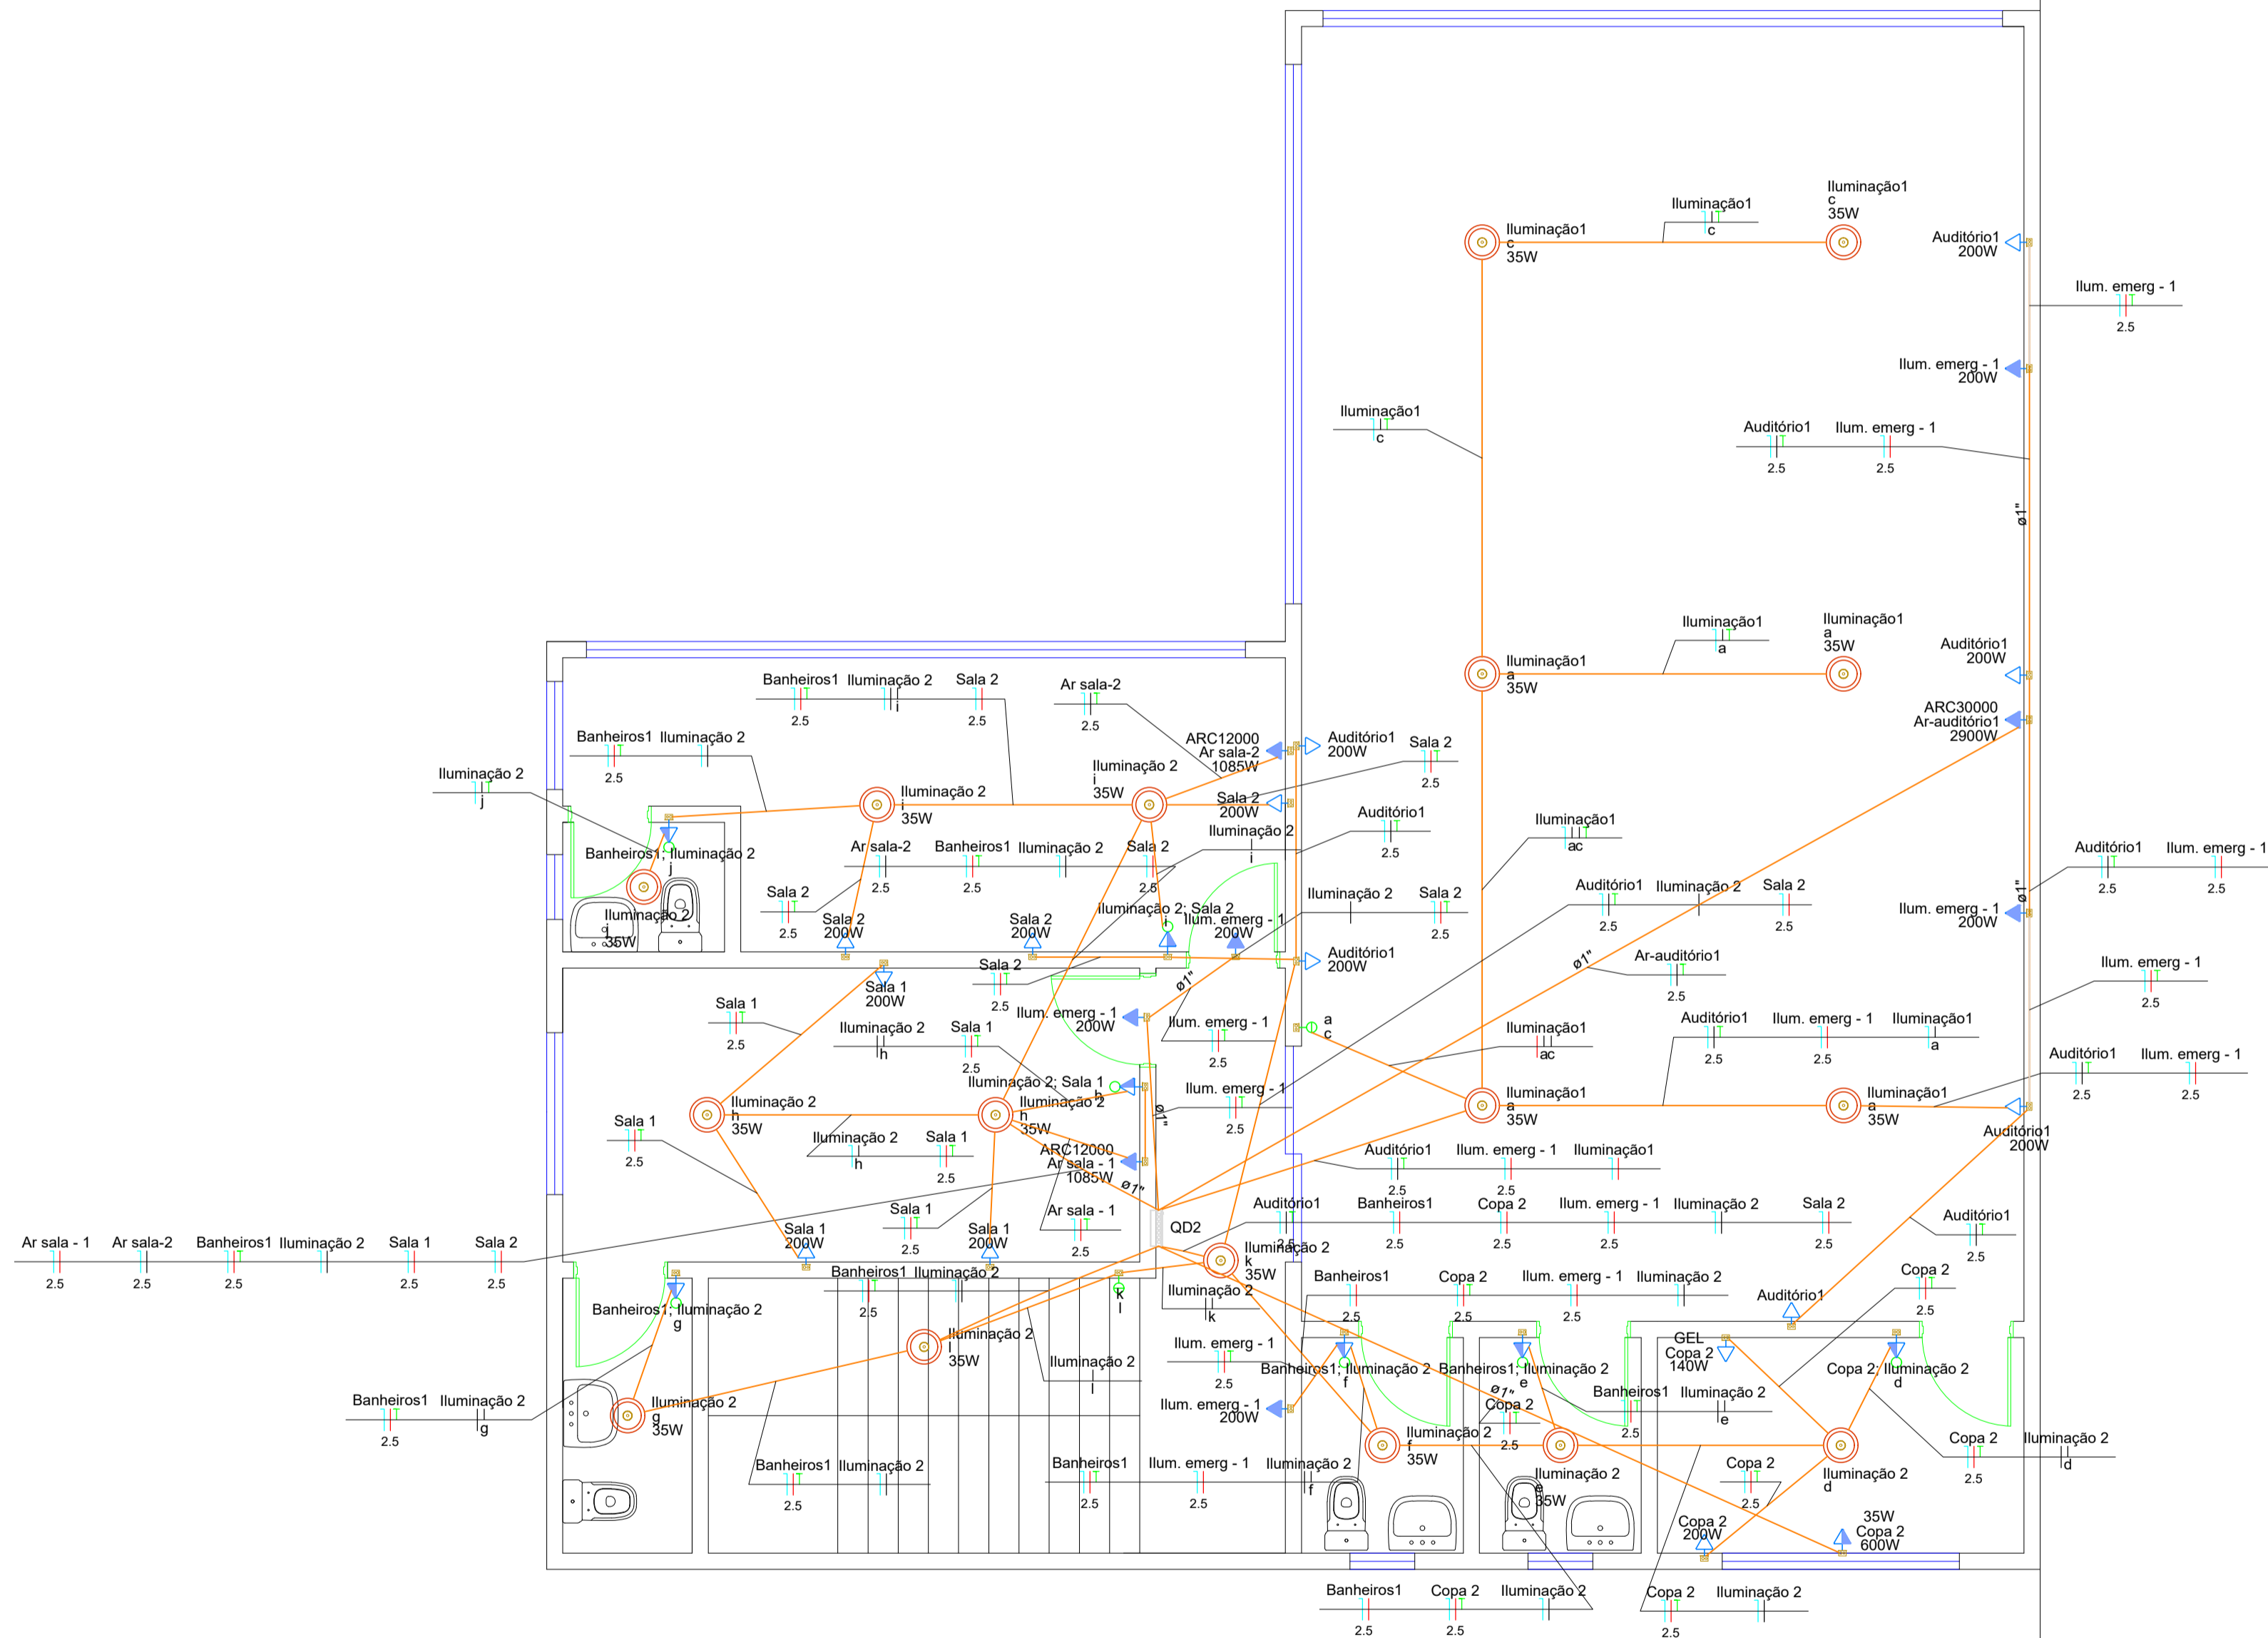 Iluminação1
c
35W
Iluminação1
c
Iluminação1
c
35W
Auditório1
200W
Ilum. emerg - 1
2.5
Ilum. emerg - 1
200W
Iluminação1
c
Auditório1 Ilum. emerg - 1
2.5 2.5
ø1"
Iluminação1
a
Iluminação1
a
35W
Iluminação1
a
35W
Auditório1
200W
ARC30000
Ar-auditório1
2900W
Banheiros1 Iluminação 2 Sala 2
2.5 i
Ar sala-2
2.5
Banheiros1 Iluminação 2
2.5
ARC12000
Ar sala-2
1085W
Auditório1
200W
Sala 2
2.5
Iluminação 2
j
Iluminação 2
i
35W
Iluminação 2
i
35W
Sala 2
200W
Auditório1
2.5
Iluminação 2
i
Iluminação1
ac
Banheiros1; Iluminação 2
j
Ar sala-2 Banheiros1 Iluminação 2 Sala 2
2.5 2.5 2.5
Auditório1 Ilum. emerg - 1
2.5 2.5
ø1"
Sala 2
2.5
Iluminação 2
j
35W
Sala 2
200W
Sala 2
200W
Iluminação 2; Sala 2
i
Ilum. emerg - 1
200W
Iluminação 2 Sala 2
2.5
Auditório1 Iluminação 2 Sala 2
2.5 2.5
Ilum. emerg - 1
200W
Auditório1
200W
ø1"
Ar-auditório1
2.5
Ilum. emerg - 1
2.5
Sala 2
2.5
ø1"
Sala 1
200W
Sala 1
2.5
Iluminação 2 Sala 1
h 2.5
Ilum. emerg - 1
200W
Ilum. emerg - 1
2.5
a
c
Iluminação1
ac
Auditório1 Ilum. emerg - 1 Iluminação1
2.5 2.5 a
Auditório1 Ilum. emerg - 1
2.5 2.5
Iluminação 2; Sala 1
h
Ilum. emerg - 1
2.5
ø1"
Iluminação 2
h
35W
Iluminação 2
h
35W
Iluminação1
a
35W
Iluminação1
a
35W
Auditório1
200W
Sala 1
2.5
Iluminação 2 Sala 1
h 2.5
ARC12000
Ar sala - 1
1085W
ø1"
Auditório1 Ilum. emerg - 1 Iluminação1
2.5 2.5
Sala 1
2.5
Ar sala - 1
2.5
QD2
Auditório1 Banheiros1 Copa 2 Ilum. emerg - 1 Iluminação 2 Sala 2
2.5 2.5 2.5 2.5 2.5
Auditório1
2.5
Ar sala - 1 Ar sala-2 Banheiros1 Iluminação 2 Sala 1 Sala 2
2.5 2.5 2.5 2.5 2.5
Sala 1
200W
Sala 1
200W
Iluminação 2
k
35W
Banheiros1 Iluminação 2
2.5
k
l
Iluminação 2
k
Banheiros1 Copa 2 Ilum. emerg - 1 Iluminação 2
2.5 2.5 2.5
Auditório1
Copa 2
2.5
Banheiros1; Iluminação 2
g
Iluminação 2
l
35W
Iluminação 2
l
Ilum. emerg - 1
2.5
Banheiros1; Iluminação 2
f
Banheiros1; Iluminação 2
e
GEL
Copa 2
140W
Copa 2; Iluminação 2
d
Banheiros1 Iluminação 2
2.5 g
Iluminação 2
g
35W
Ilum. emerg - 1
200W
ø1"
Copa 2
2.5
Banheiros1 Iluminação 2
2.5 e
Iluminação 2
f
35W
Iluminação 2
e
35W
Iluminação 2
d
Copa 2 Iluminação 2
2.5 d
Banheiros1 Iluminação 2
2.5
Banheiros1 Ilum. emerg - 1 Iluminação 2
2.5 2.5 f
Copa 2
2.5
Copa 2
200W
35W
Copa 2
600W
Banheiros1 Copa 2 Iluminação 2
2.5 2.5
Copa 2 Iluminação 2
2.5